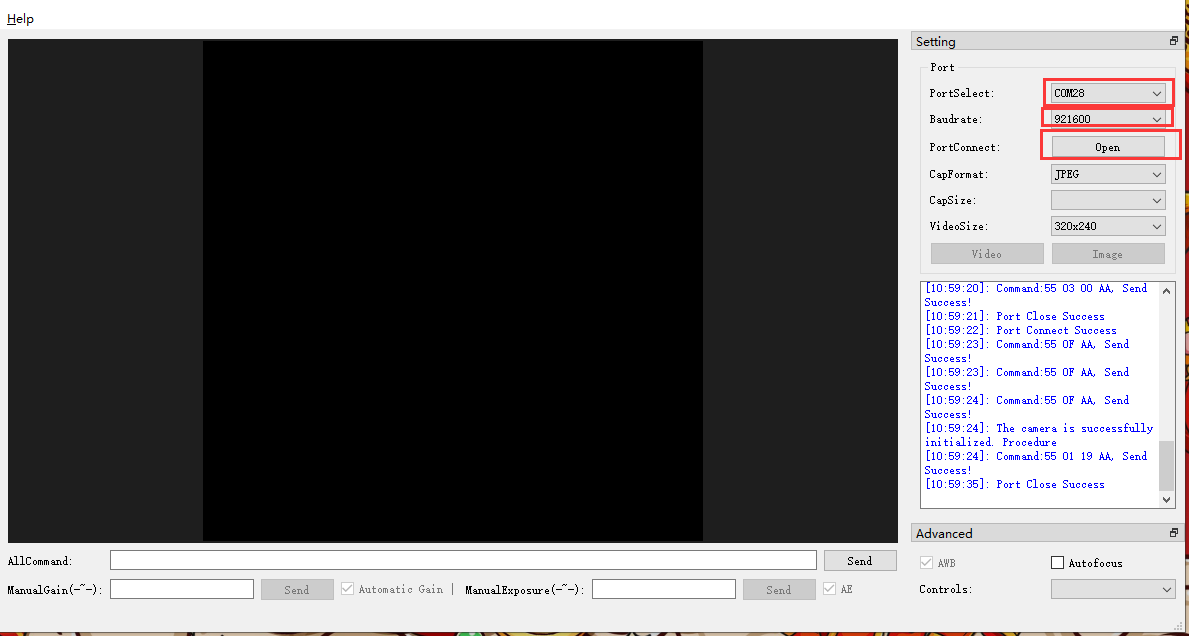 Help
Setting
Port
PortSelect:
COM28
Baudrate:
921600
PortConnect:
Open
CapFormat:
JPEG
CapSize:
VideoSize:
320x240
Video
Image
[10:59:20]: Command:55 03 00 AA, Send
Success!
[10:59:21]: Port Close Success
[10:59:22]: Port Connect Success
[10:59:23]: Command:55 0F AA, Send
Success!
[10:59:23]: Command:55 0F AA, Send
Success!
[10:59:24]: Command:55 0F AA, Send
Success!
[10:59:24]: The camera is successfully
initialized. Procedure
[10:59:24]: Command:55 01 19 AA, Send
Success!
[10:59:35]: Port Close Success
Advanced
AWB
Autofocus
Controls:
AllCommand:
Send
ManualGain(-~-):
Send
Automatic Gain |
ManualExposure(-~-):
Send
AE